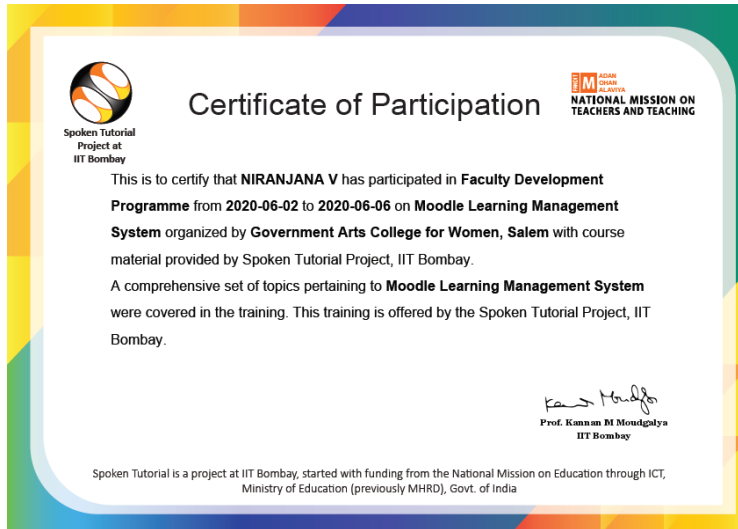 Spoken Tutorial
Project at
IIT Bombay
Certificate of Participation
PMMMNMTT
MADAN
MOHAN
MALAVIYA
NATIONAL MISSION ON
TEACHERS AND TEACHING
This is to certify that NIRANJANA V has participated in Faculty Development
Programme from 2020-06-02 to 2020-06-06 on Moodle Learning Management
System organized by Government Arts College for Women, Salem with course
material provided by Spoken Tutorial Project, IIT Bombay.
A comprehensive set of topics pertaining to Moodle Learning Management System
were covered in the training. This training is offered by the Spoken Tutorial Project, IIT
Bombay.
Prof. Kannan M Moudgalya
IIT Bombay
Spoken Tutorial is a project at IIT Bombay, started with funding from the National Mission on Education through ICT,
Ministry of Education (previously MHRD), Govt. of India